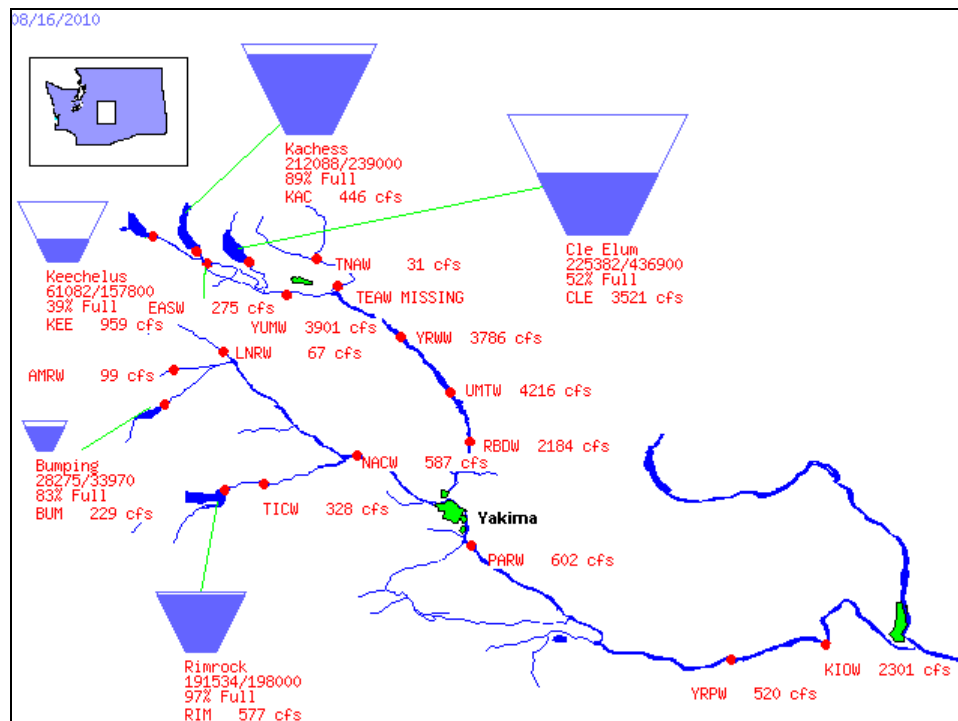 08/16/2010
Kachess
212088/239000
89% Full
KAC 446 cfs
Cle Elum
225382/436900
52% Full
CLE 3521 cfs
Keechelus
61082/157800
39% Full
KEE 959 cfs
TNAW 31 cfs
TEAW MISSING
EASW 275 cfs
YUMW 3901 cfs
YRWW 3786 cfs
LNRW 67 cfs
AMRW 99 cfs
UMTW 4216 cfs
RBDW 2184 cfs
Bumping
28275/33970
83% Full
BUM 229 cfs
NACW 587 cfs
TICW 328 cfs
Yakima
PARW 602 cfs
Rimrock
191534/198000
97% Full
RIM 577 cfs
KIOW 2301 cfs
YRPW 520 cfs